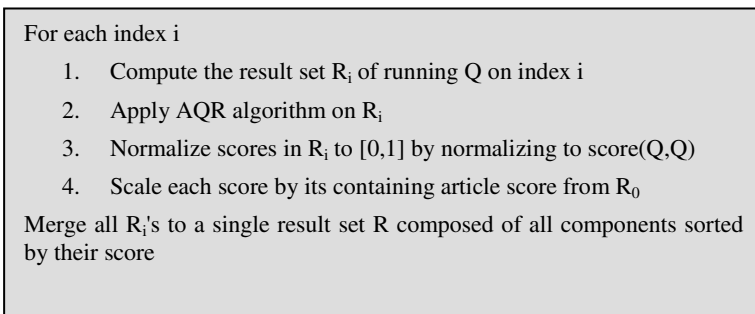 For each index i
1. Compute the result set Ri of running Q on index i
2. Apply AQR algorithm on Ri
3. Normalize scores in Ri to [0,1] by normalizing to score(Q,Q)
4. Scale each score by its containing article score from R0
Merge all Ri's to a single result set R composed of all components sorted
by their score